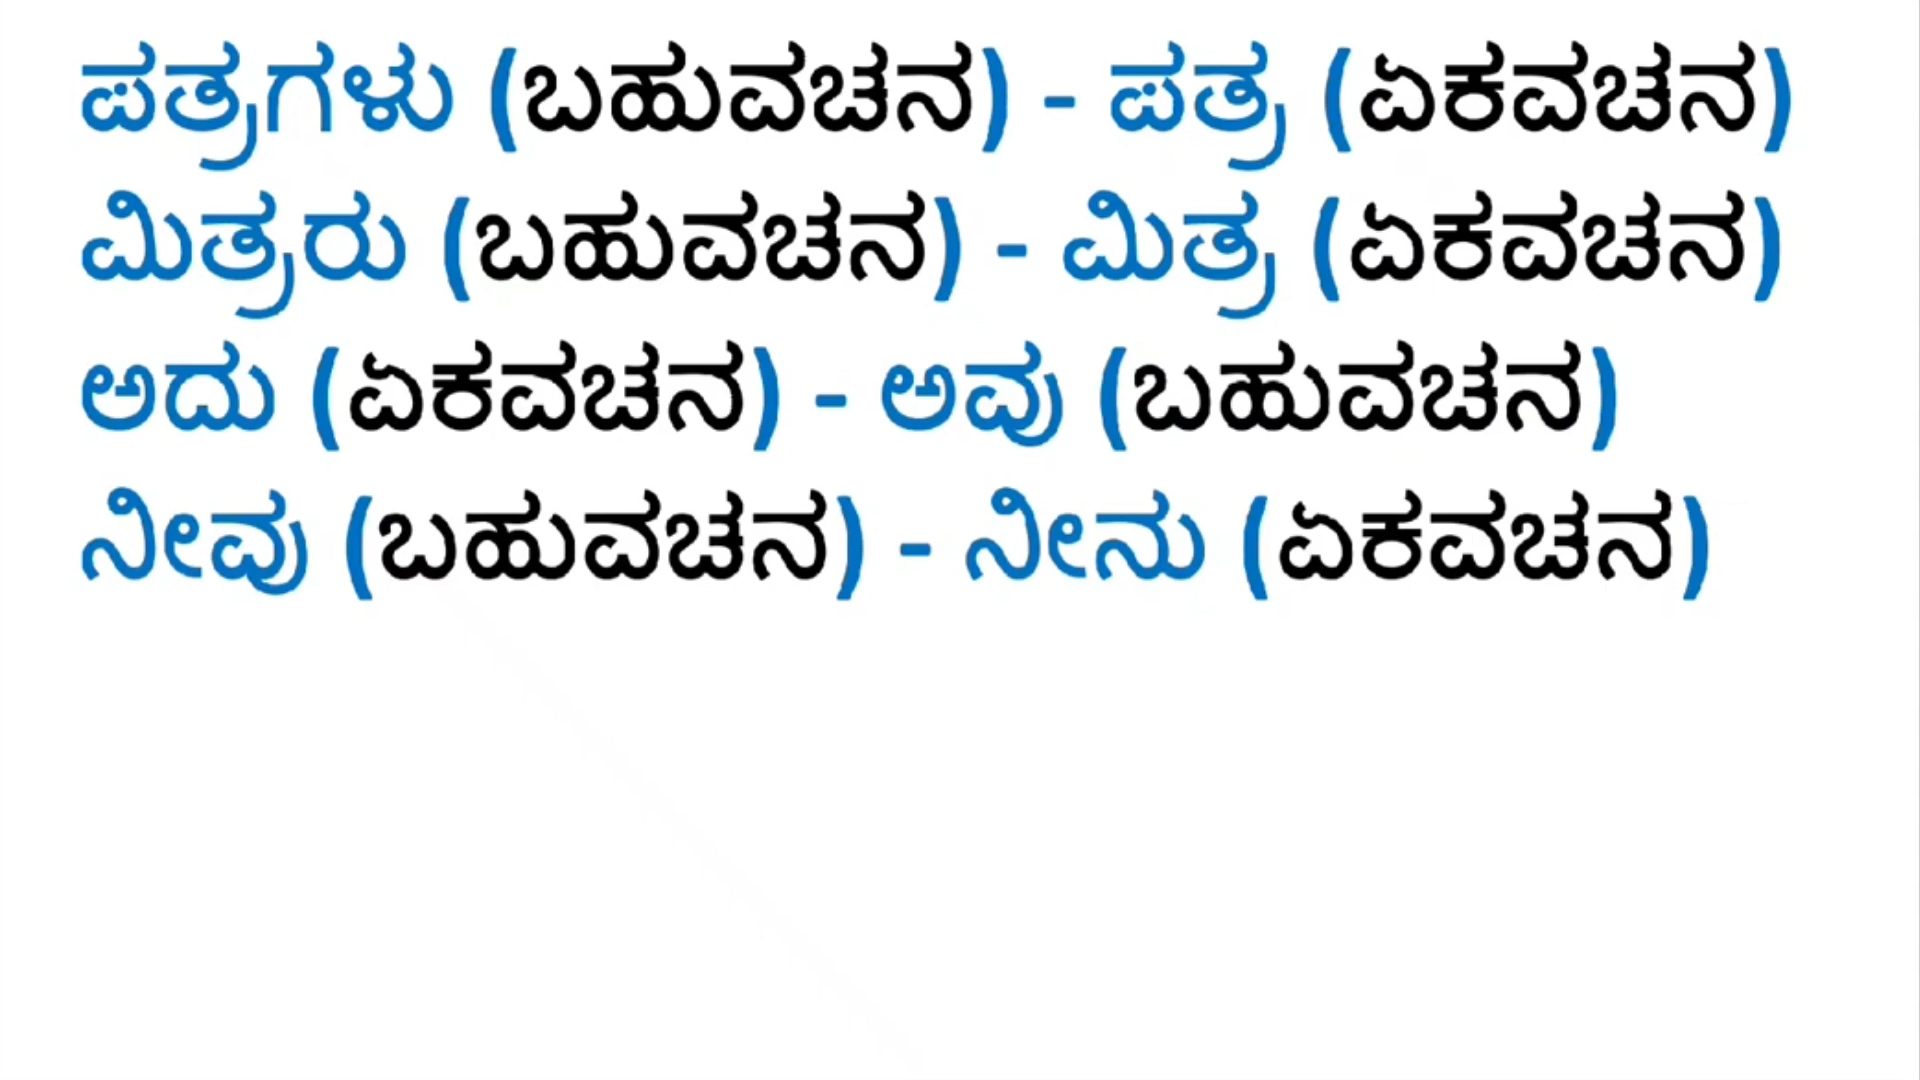 ಪತ್ರಗಳು (ಬಹುವಚನ) - ಪತ್ರ (ಏಕವಚನ)
ಮಿತ್ರರು (ಬಹುವಚನ) - ಮಿತ್ರ (ಏಕವಚನ)
ಅದು (ಏಕವಚನ) - ಅವು (ಬಹುವಚನ)
ನೀವು (ಬಹುವಚನ) - ನೀನು (ಏಕವಚನ)